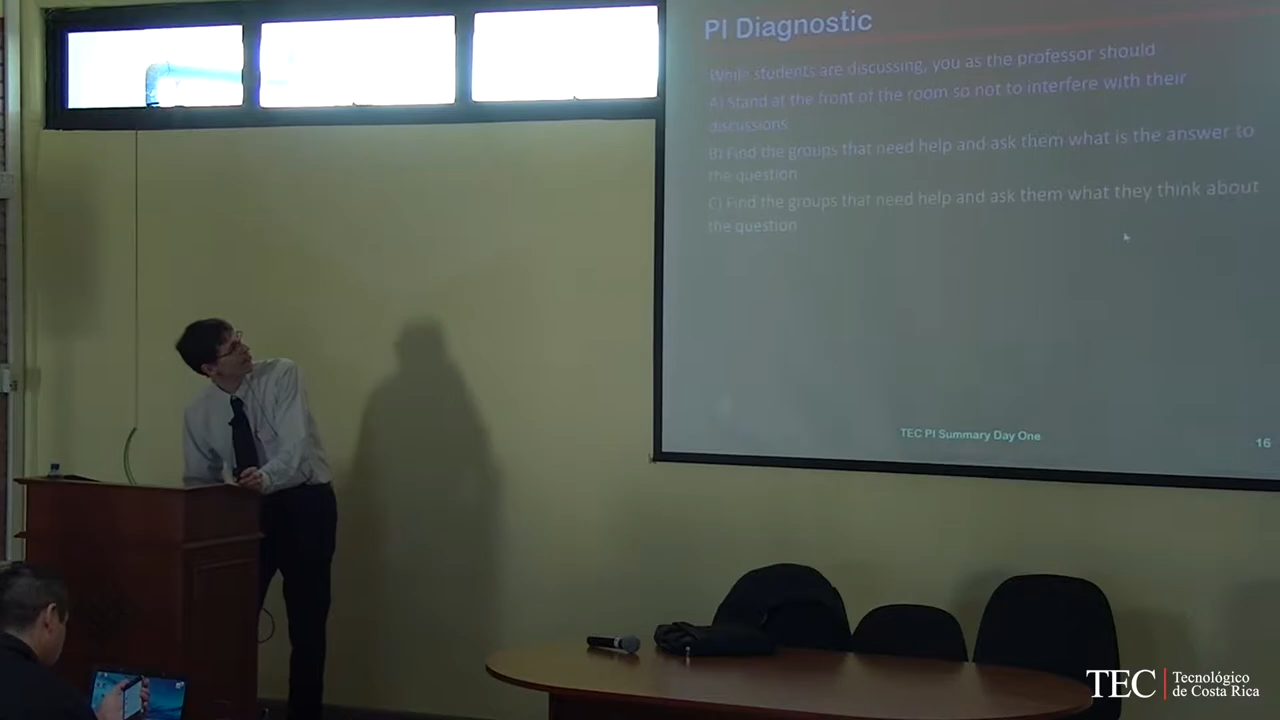 PI Diagnostic
While students are discussing, you as the professor should
A) Stand at the front of the room so not to interfere with their
discussions
B) Find the groups that need help and ask them what is the answer to
the question
C) Find the groups that need help and ask them what they think about
the question
TEC PI Summary Day One
16
TEC
Tecnológico
de Costa Rica